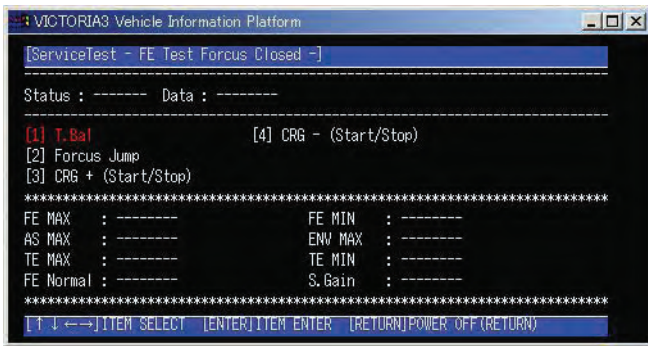 VICTORIA3 Vehicle Information Platform
[ServiceTest - FE Test Forcus Closed -]
Status : ------- Data : --------
[1] T.Bal [4] CRG - (Start/Stop)
[2] Forcus Jump
[3] CRG + (Start/Stop)
FE MAX : -------- FE MIN : --------
AS MAX : -------- ENV MAX : --------
TE MAX : -------- TE MIN : --------
FE Normal : -------- S.Gain : --------
[↑↓←→]ITEM SELECT [ENTER]ITEM ENTER [RETURN]POWER OFF(RETURN)